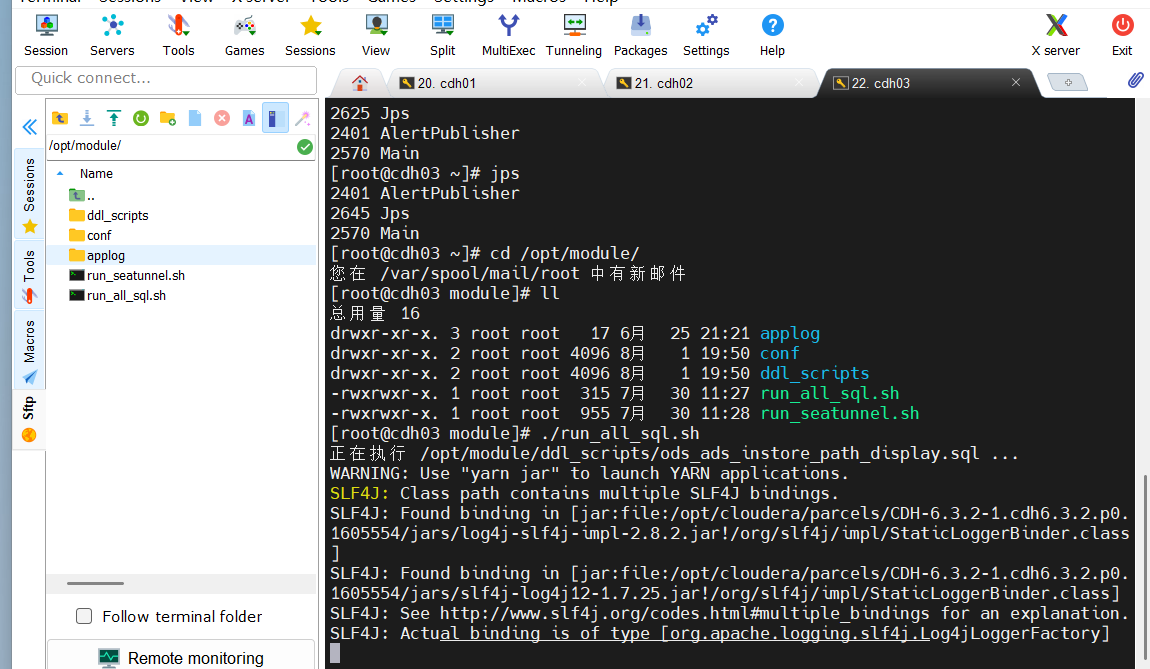 Terminal Sessions View X server Tools Games Settings Macros Help
Session Servers Tools Games Sessions View Split MultiExec Tunneling Packages Settings Help X server Exit
Quick connect...
20. cdh01
21. cdh02
22. cdh03
/opt/module/
Name
..
ddl_scripts
conf
applog
run_seatunnel.sh
run_all_sql.sh
Sessions
Tools
Macros
Sftp
Follow terminal folder
Remote monitoring
2625 Jps
2401 AlertPublisher
2570 Main
[root@cdh03 ~]# jps
2401 AlertPublisher
2645 Jps
2570 Main
[root@cdh03 ~]# cd /opt/module/
您在 /var/spool/mail/root 中有新邮件
[root@cdh03 module]# ll
总用量 16
drwxr-xr-x. 3 root root   17 6月  25 21:21 applog
drwxr-xr-x. 2 root root 4096 8月   1 19:50 conf
drwxr-xr-x. 2 root root 4096 8月   1 19:50 ddl_scripts
-rwxrwxr-x. 1 root root  315 7月  30 11:27 run_all_sql.sh
-rwxrwxr-x. 1 root root  955 7月  30 11:28 run_seatunnel.sh
[root@cdh03 module]# ./run_all_sql.sh
正在执行 /opt/module/ddl_scripts/ods_ads_instore_path_display.sql ...
WARNING: Use "yarn jar" to launch YARN applications.
SLF4J: Class path contains multiple SLF4J bindings.
SLF4J: Found binding in [jar:file:/opt/cloudera/parcels/CDH-6.3.2-1.cdh6.3.2.p0.
1605554/jars/log4j-slf4j-impl-2.8.2.jar!/org/slf4j/impl/StaticLoggerBinder.class
]
SLF4J: Found binding in [jar:file:/opt/cloudera/parcels/CDH-6.3.2-1.cdh6.3.2.p0.
1605554/jars/slf4j-log4j12-1.7.25.jar!/org/slf4j/impl/StaticLoggerBinder.class]
SLF4J: See http://www.slf4j.org/codes.html#multiple_bindings for an explanation.
SLF4J: Actual binding is of type [org.apache.logging.slf4j.Log4jLoggerFactory]